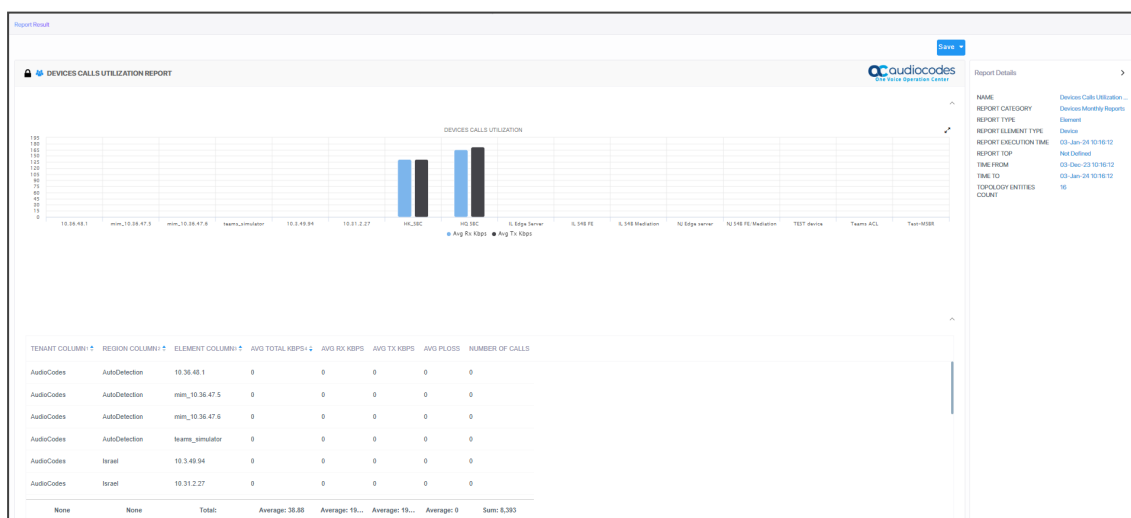 Report Result
Save
DEVICES CALLS UTILIZATION REPORT
audiocodes
One Voice Operation Center
DEVICES CALLS UTILIZATION
195
180
165
150
135
120
105
90
75
60
45
30
15
0
10.36.48.1 mim_10.36.47.5 mim_10.36.47.6 teams_simulator 10.3.49.94 10.31.2.27 HK_SBC HQ SBC IL Edge Server IL S4B FE IL S4B Mediation NJ Edge server NJ S4B FE/Mediation TEST device Teams ACL Test-MSBR
Avg Rx Kbps Avg Tx Kbps
TENANT COLUMN REGION COLUMN ELEMENT COLUMN AVG TOTAL KBPS AVG RX KBPS AVG TX KBPS AVG PLOSS NUMBER OF CALLS
AudioCodes AutoDetection 10.36.48.1 0 0 0 0 0
AudioCodes AutoDetection mim_10.36.47.5 0 0 0 0 0
AudioCodes AutoDetection mim_10.36.47.6 0 0 0 0 0
AudioCodes AutoDetection teams_simulator 0 0 0 0 0
AudioCodes Israel 10.3.49.94 0 0 0 0 0
AudioCodes Israel 10.31.2.27 0 0 0 0 0
None None Total: Average: 38.88 Average: 19... Average: 19... Average: 0 Sum: 8,393
Report Details
NAME Devices Calls Utilization ...
REPORT CATEGORY Devices Monthly Reports
REPORT TYPE Element
REPORT ELEMENT TYPE Device
REPORT EXECUTION TIME 03-Jan-24 10:16:12
REPORT TOP Not Defined
TIME FROM 03-Dec-23 10:16:12
TIME TO 03-Jan-24 10:16:12
TOPOLOGY ENTITIES 16
COUNT